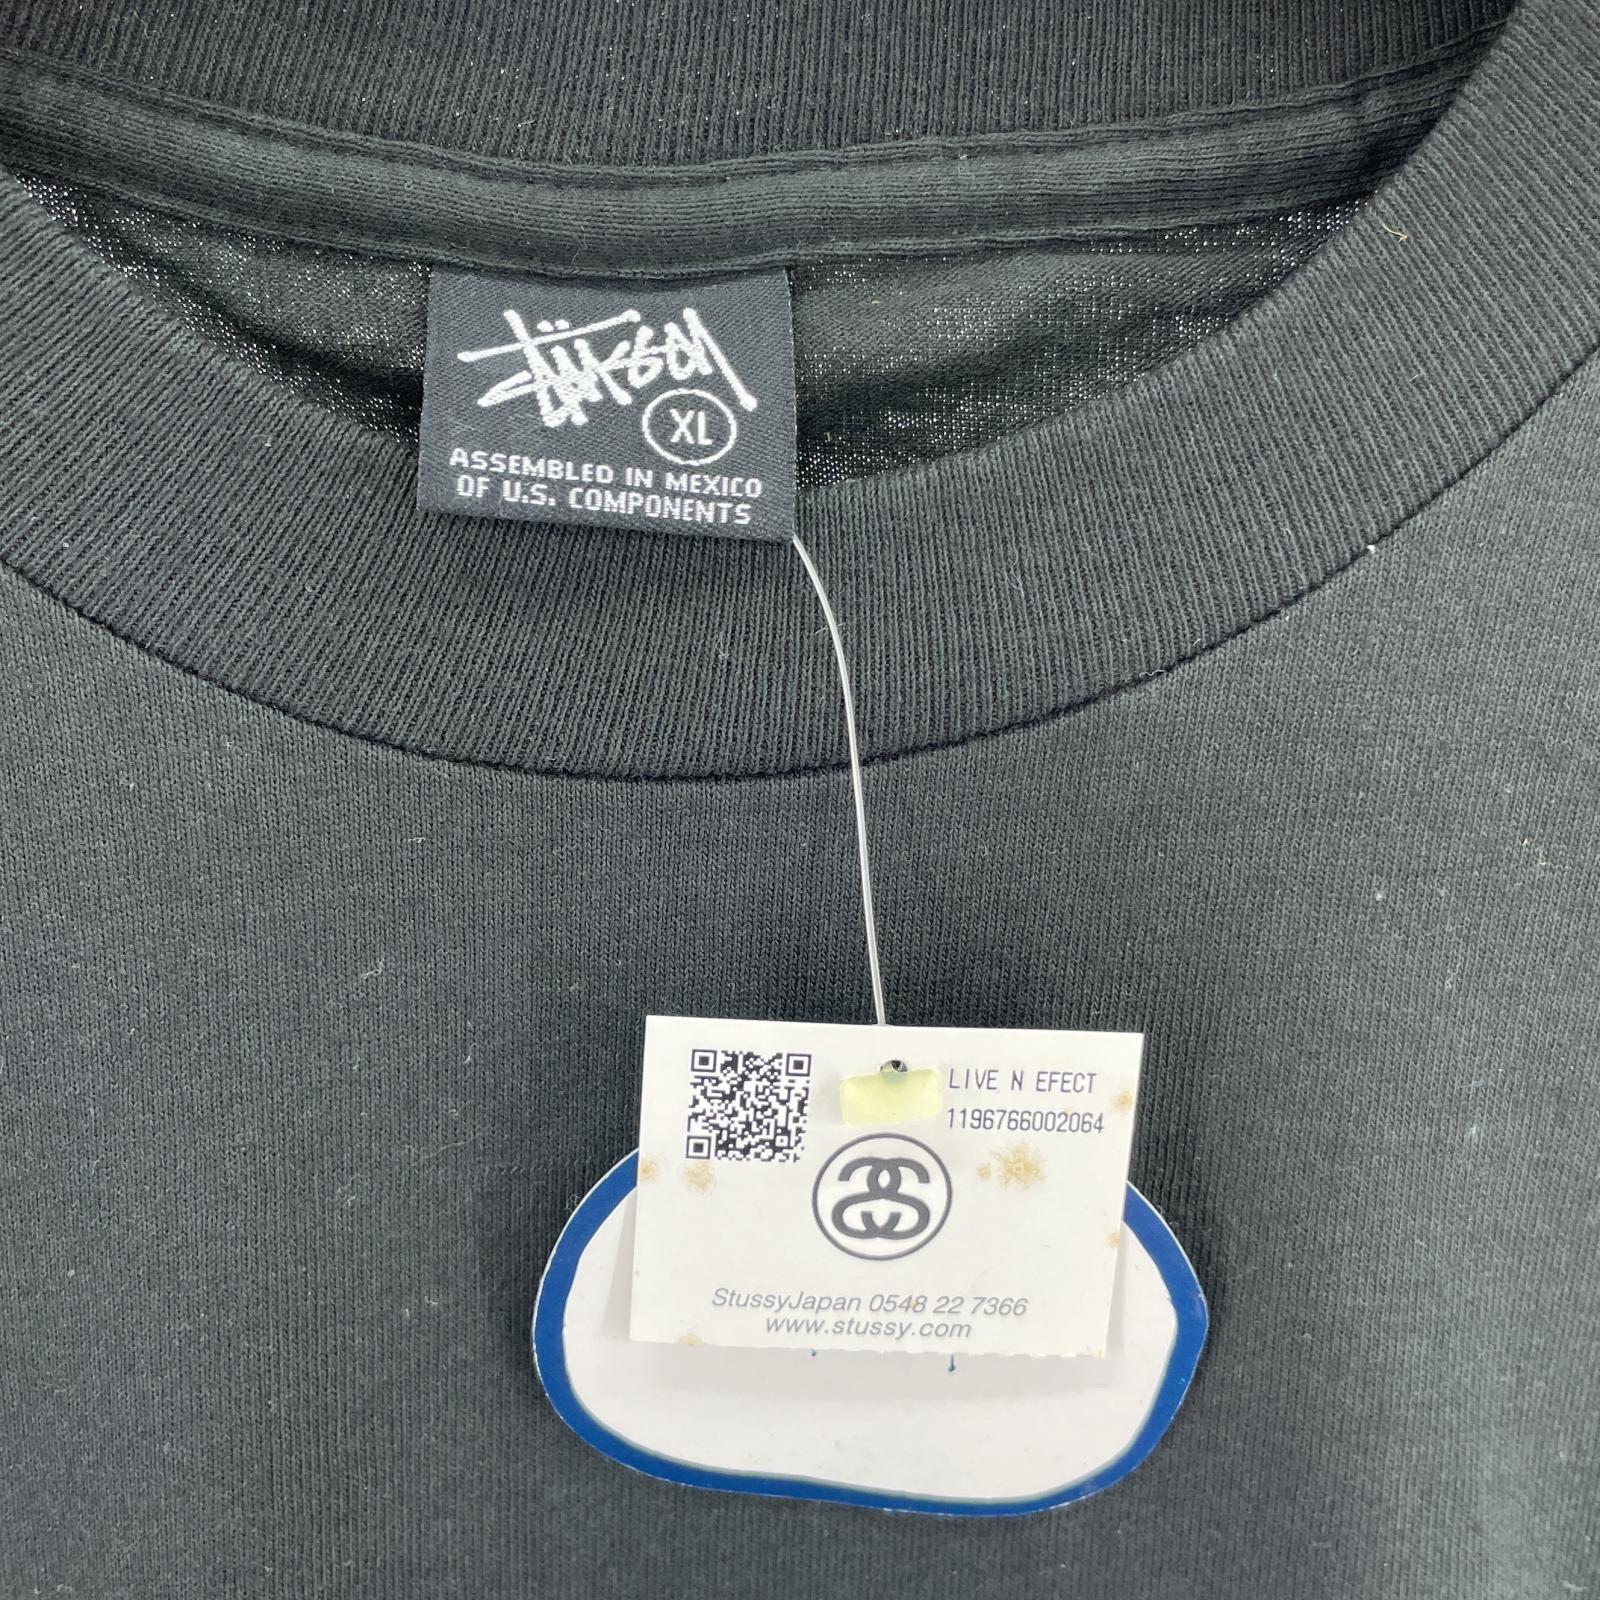 Stüssy
XL
ASSEMBLED IN MEXICO
OF U.S. COMPONENTS
LIVE N EFECT
1196766002064
StussyJapan 0548 22 7366
www.stussy.com